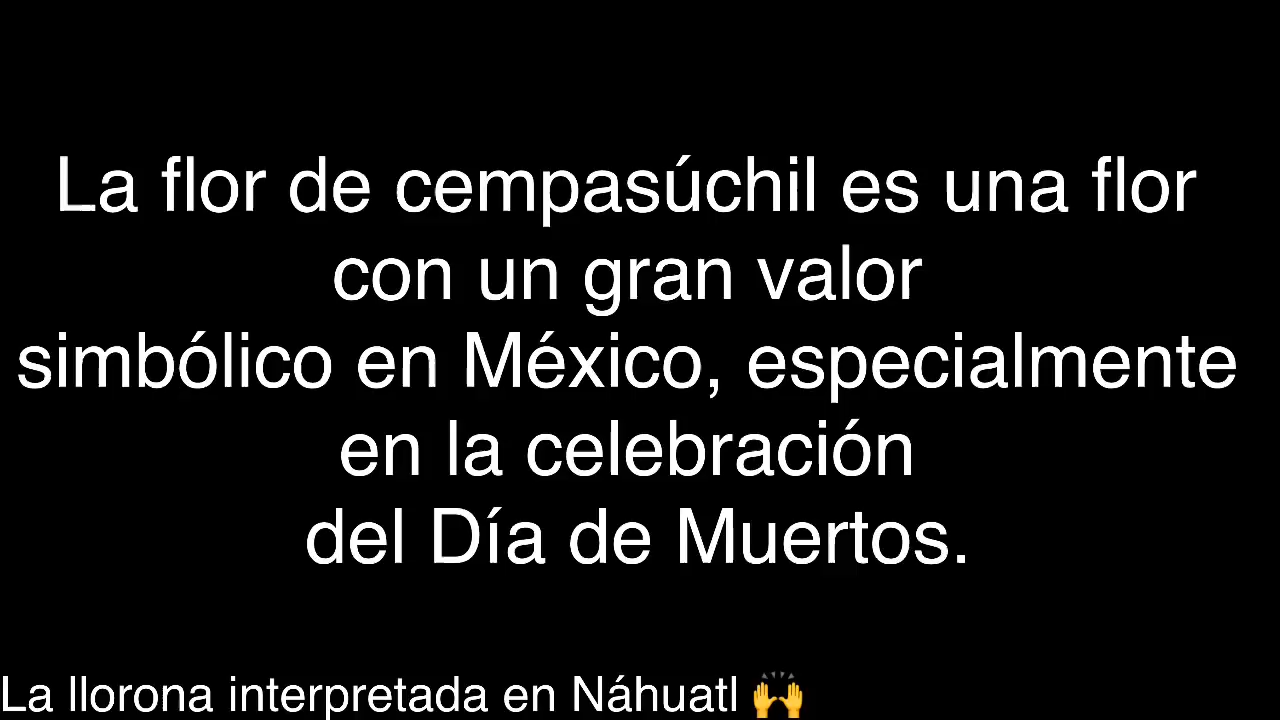 La flor de cempasúchil es una flor
con un gran valor
simbólico en México, especialmente
en la celebración
del Día de Muertos.
La llorona interpretada en Náhuatl 🙌